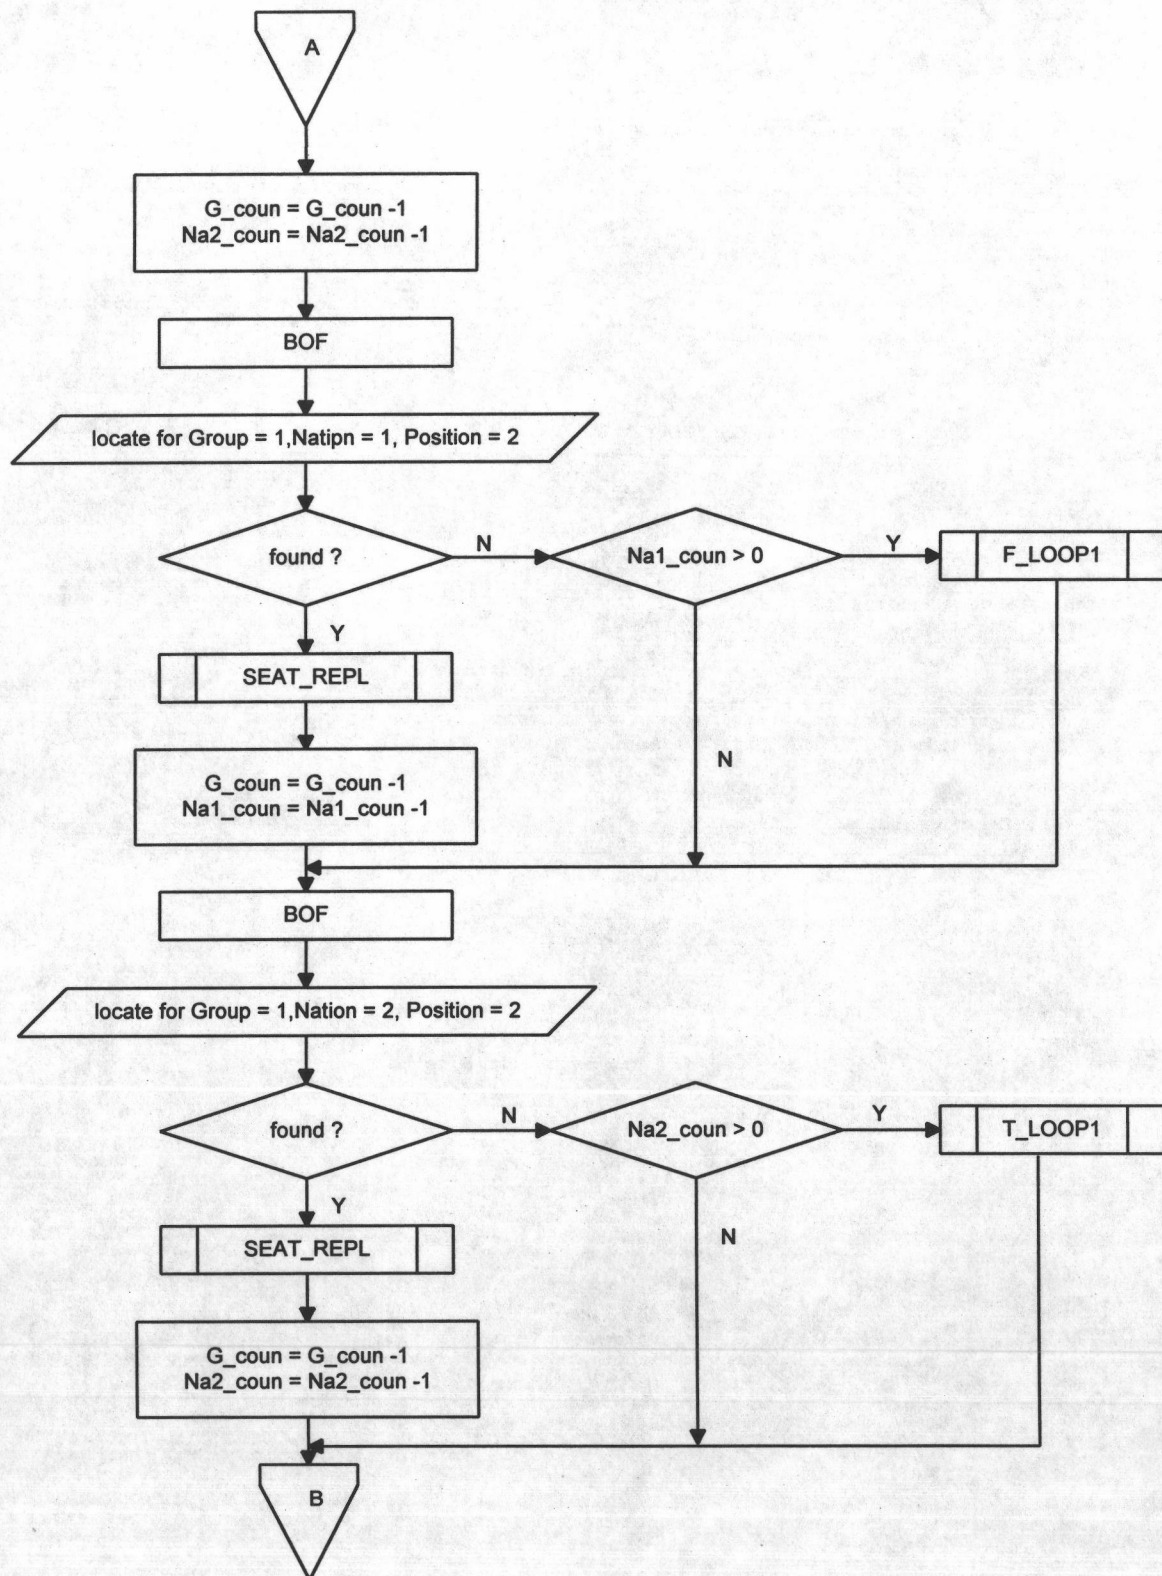 A
G_coun = G_coun -1
Na2_coun = Na2_coun -1
BOF
locate for Group = 1,Natipn = 1, Position = 2
found ?
N
Na1_coun > 0
Y
F_LOOP1
Y
SEAT_REPL
N
G_coun = G_coun -1
Na1_coun = Na1_coun -1
BOF
locate for Group = 1,Nation = 2, Position = 2
found ?
N
Na2_coun > 0
Y
T_LOOP1
Y
SEAT_REPL
N
G_coun = G_coun -1
Na2_coun = Na2_coun -1
B